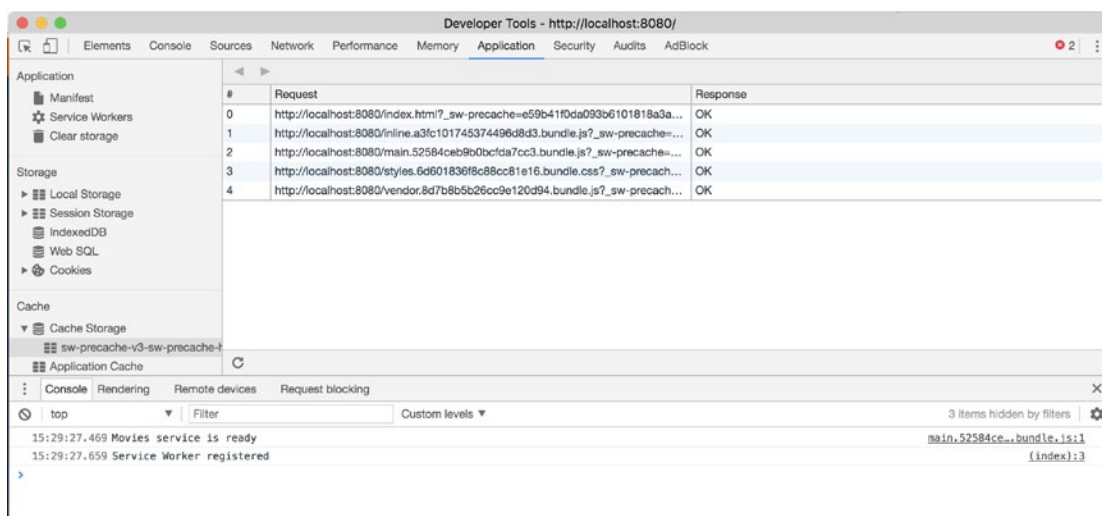 Developer Tools - http://localhost:8080/
Elements Console Sources Network Performance Memory Application Security Audits AdBlock 2
Application
Manifest
Service Workers
Clear storage
Storage
Local Storage
Session Storage
IndexedDB
Web SQL
Cookies
Cache
Cache Storage
sw-precache-v3-sw-precache-h
Application Cache
# Request Response
0 http://localhost:8080/index.html?_sw-precache=e59b41f0da093b6101818a3a... OK
1 http://localhost:8080/inline.a3fc101745374496d8d3.bundle.js?_sw-precache=... OK
2 http://localhost:8080/main.52584ceb9b0bcfda7cc3.bundle.js?_sw-precache=... OK
3 http://localhost:8080/styles.6d601836f8c88cc81e16.bundle.css?_sw-precach... OK
4 http://localhost:8080/vendor.8d7b8b5b26cc9e120d94.bundle.js?_sw-precach... OK
Console Rendering Remote devices Request blocking
top Filter Custom levels 3 items hidden by filters
15:29:27.469 Movies service is ready main.52584ce….bundle.js:1
15:29:27.659 Service Worker registered (index):3